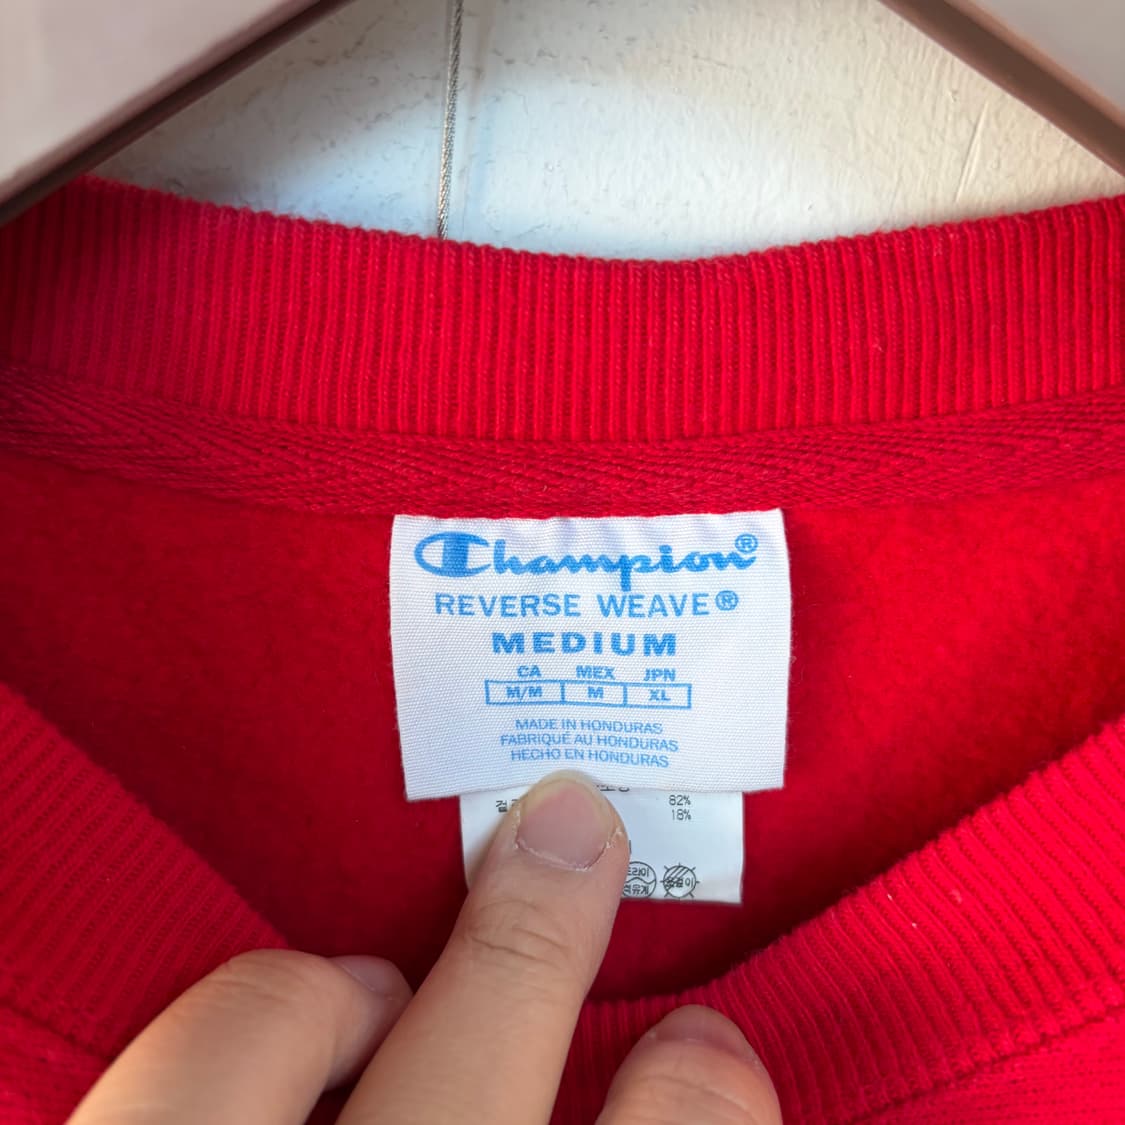 Champion®
REVERSE WEAVE®
MEDIUM
CA MEX JPN
M/M M XL
MADE IN HONDURAS
FABRIQUÉ AU HONDURAS
HECHO EN HONDURAS
82%
18%